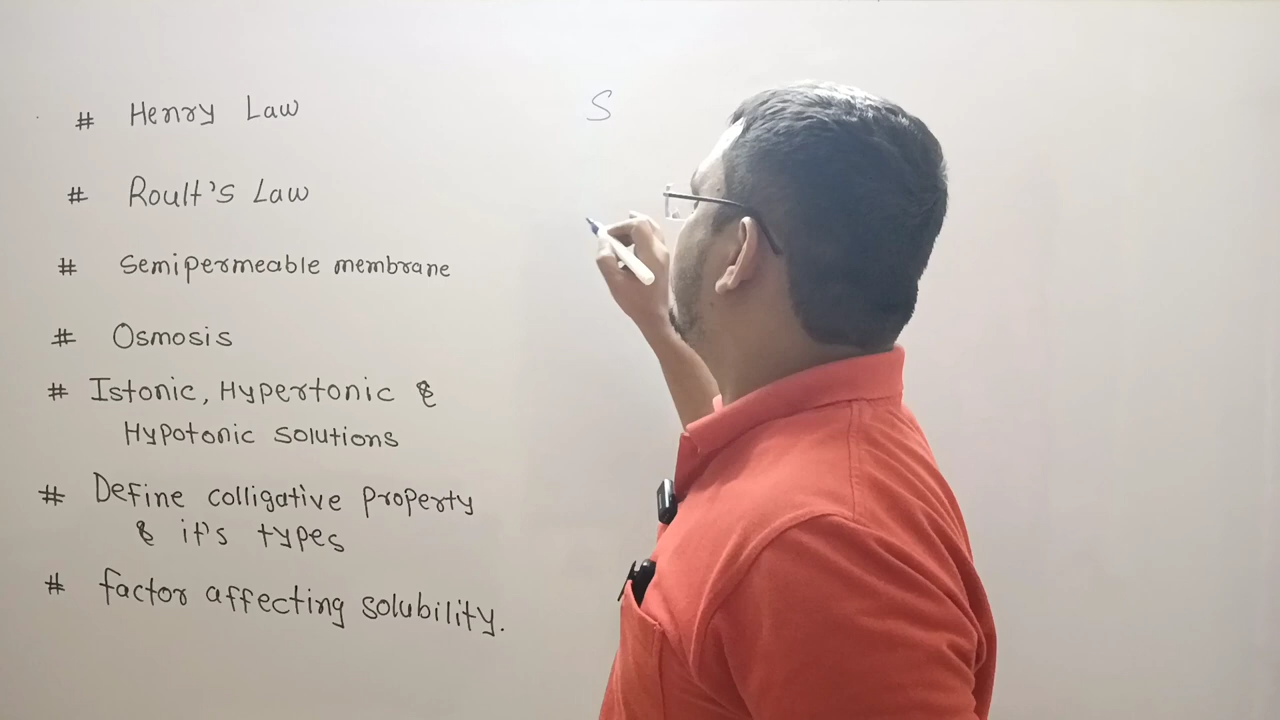 # Henry Law
S
# Roult's Law
# Semipermeable membrane
# Osmosis
# Istonic, Hypertonic &
Hypotonic solutions
# Define colligative property
& it's types
# factor affecting solubility.